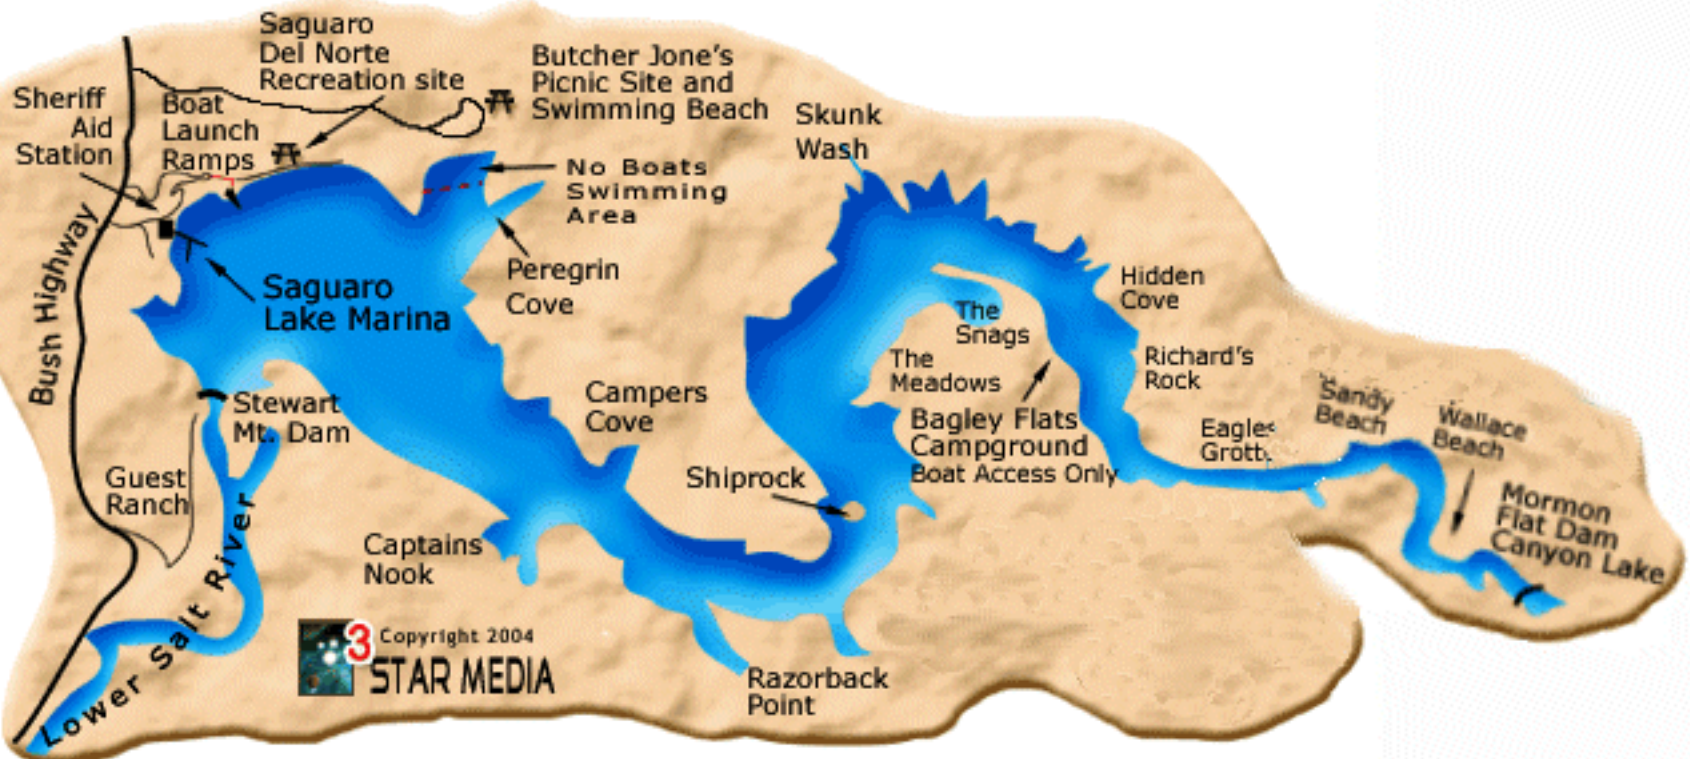 Saguaro
Del Norte
Recreation site
Butcher Jone's
Picnic Site and
Swimming Beach
Sheriff
Aid
Station
Boat
Launch
Ramps
Skunk
Wash
No Boats
Swimming
Area
Bush Highway
Peregrin
Cove
Saguaro
Lake Marina
Hidden
Cove
The
Snags
The
Meadows
Richard's
Rock
Stewart
Mt. Dam
Campers
Cove
Bagley Flats
Campground
Boat Access Only
Sandy
Beach
Wallace
Beach
Eagles
Grott
Shiprock
Guest
Ranch
Mormon
Flat Dam
Canyon Lake
Captains
Nook
Lower Salt River
3
Copyright 2004
STAR MEDIA
Razorback
Point